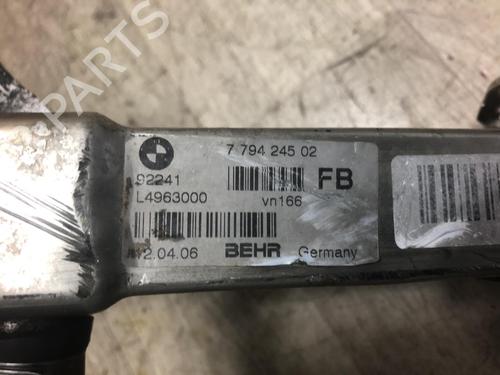 PARTS
7 794 245 02
92241
L4963000
vn166
FB
12.04.06 BEHR Germany